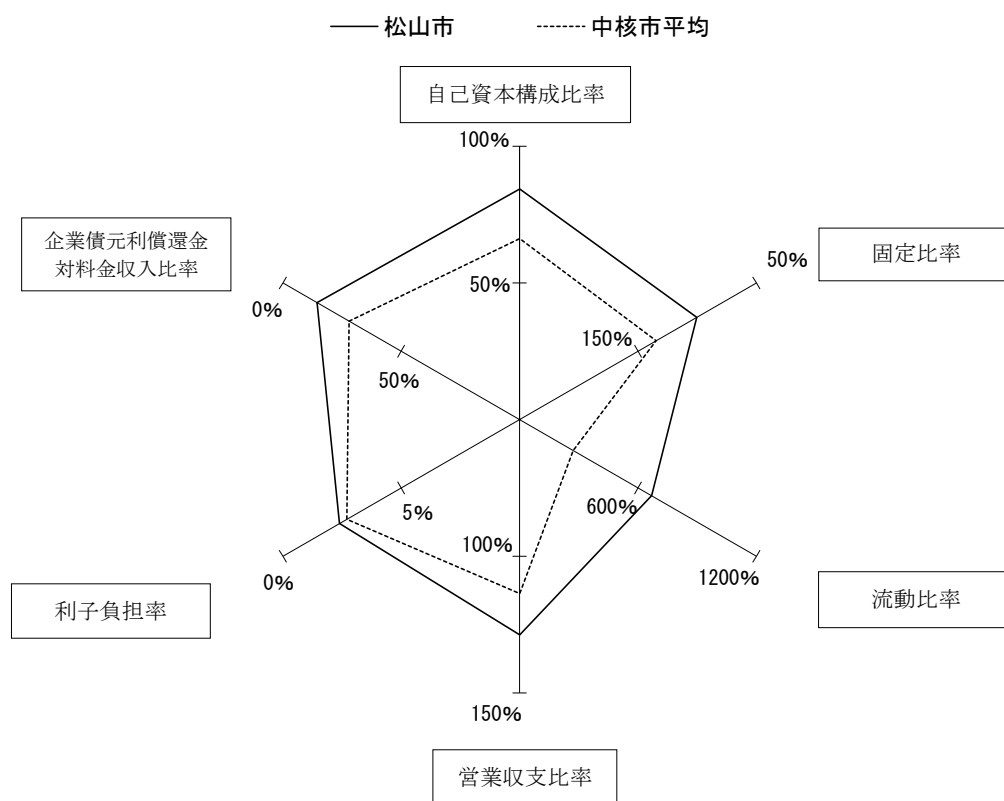 松山市 中核市平均
自己資本構成比率
100%
企業債元利償還金
対料金収入比率
固定比率
50%
50%
0%
150%
50%
5%
600%
100%
0%
1200%
利子負担率
流動比率
150%
営業収支比率